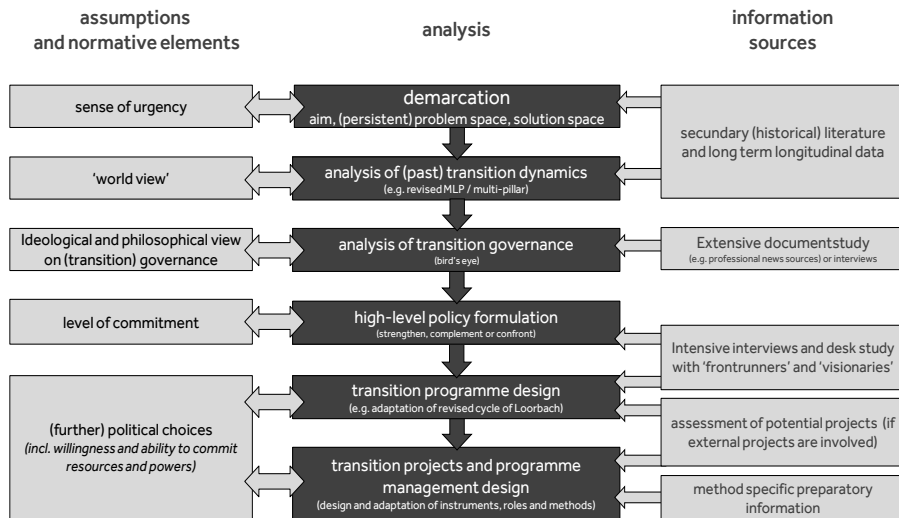 assumptions
and normative elements
analysis
information
sources
sense of urgency
demarcation
aim, (persistent) problem space, solution space
secundary (historical) literature
and long term longitudinal data
'world view'
analysis of (past) transition dynamics
(e.g. revised MLP / multi-pillar)
Ideological and philosophical view
on (transition) governance
analysis of transition governance
(bird's eye)
Extensive documentstudy
(e.g. professional news sources) or interviews
level of commitment
high-level policy formulation
(strengthen, complement or confront)
Intensive interviews and desk study
with 'frontrunners' and 'visionaries'
transition programme design
(e.g. adaptation of revised cycle of Loorbach)
(further) political choices
(incl. willingness and ability to commit
resources and powers)
assessment of potential projects (if
external projects are involved)
transition projects and programme
management design
(design and adaptation of instruments, roles and methods)
method specific preparatory
information